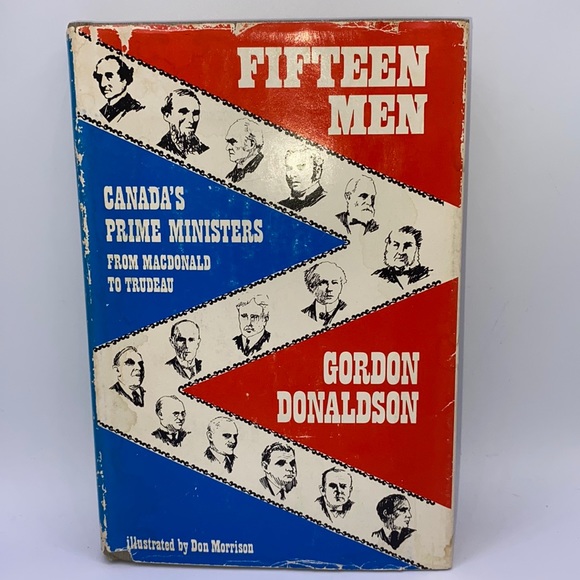 FIFTEEN
MEN
CANADA'S
PRIME MINISTERS
FROM MACDONALD
TO TRUDEAU
GORDON
DONALDSON
illustrated by Don Morrison